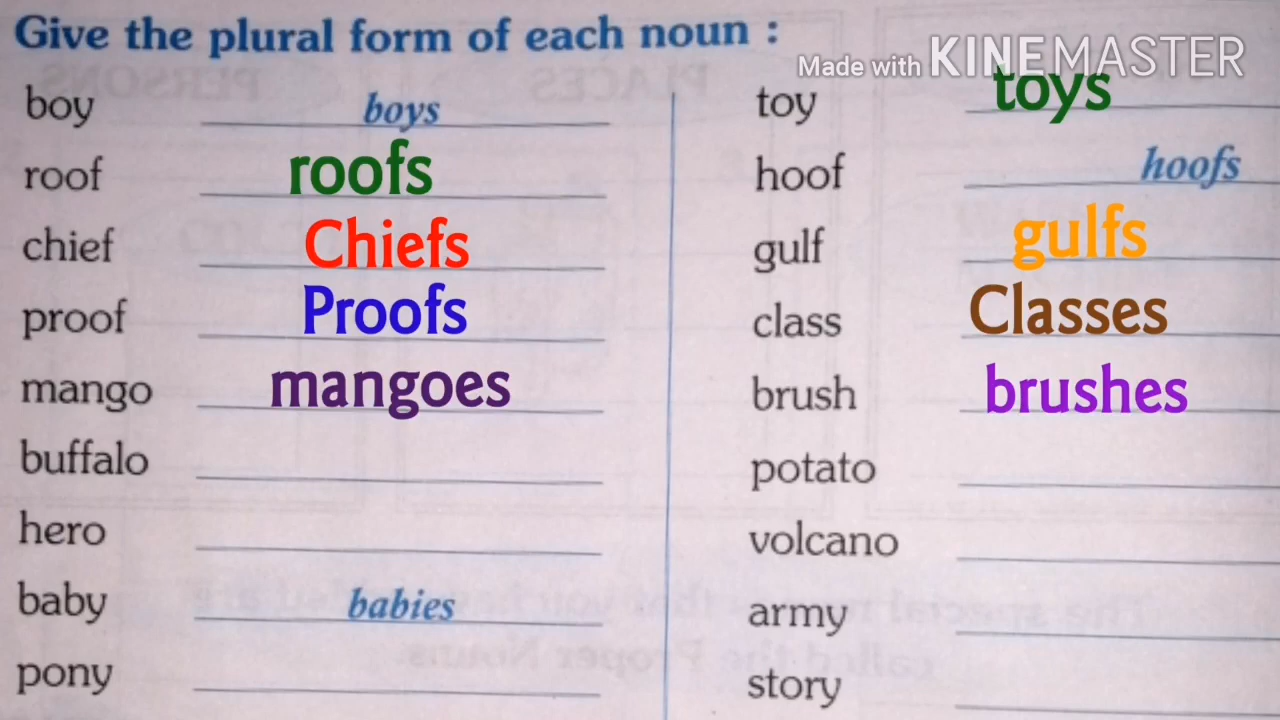 Give the plural form of each noun :
Made with KINEMASTER
boy boys toy toys
roof roofs hoof hoofs
chief Chiefs gulf gulfs
proof Proofs class Classes
mango mangoes brush brushes
buffalo potato
hero volcano
baby babies army
pony story